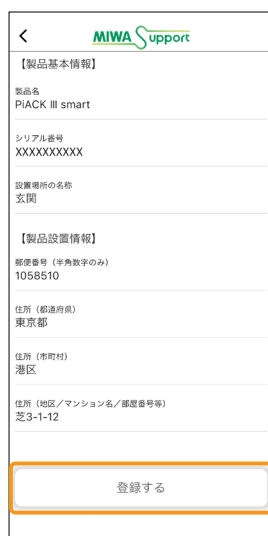 MIWA Support
【製品基本情報】
製品名
PiACK III smart
シリアル番号
XXXXXXXXXX
設置場所の名称
玄関
【製品設置情報】
郵便番号（半角数字のみ）
1058510
住所（都道府県）
東京都
住所（市町村）
港区
住所（地区／マンション名／部屋番号等）
芝3-1-12
登録する